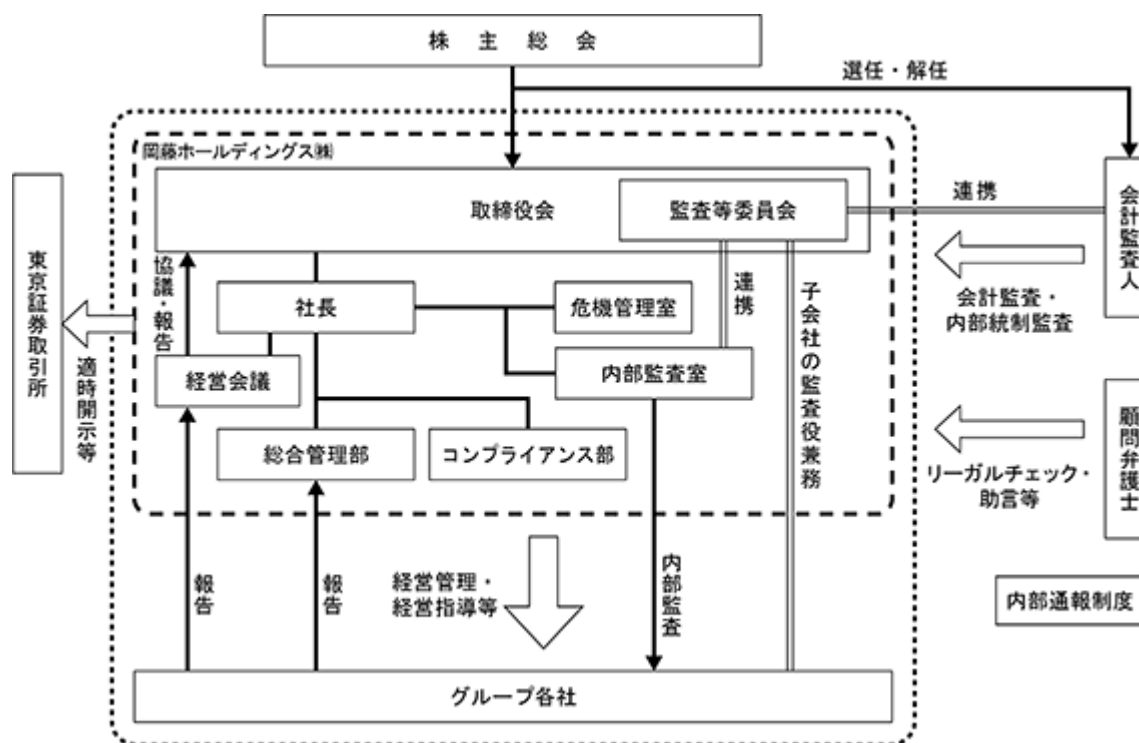 株主総会
選任・解任
岡藤ホールディングス㈱
取締役会
監査等委員会
連携
会計監査人
東京証券取引所
適時開示等
協議・報告
社長
危機管理室
連携
子会社の監査役兼務
会計監査・
内部統制監査
経営会議
内部監査室
総合管理部
コンプライアンス部
顧問弁護士
リーガルチェック・
助言等
報告
報告
経営管理・
経営指導等
内部監査
内部通報制度
グループ各社